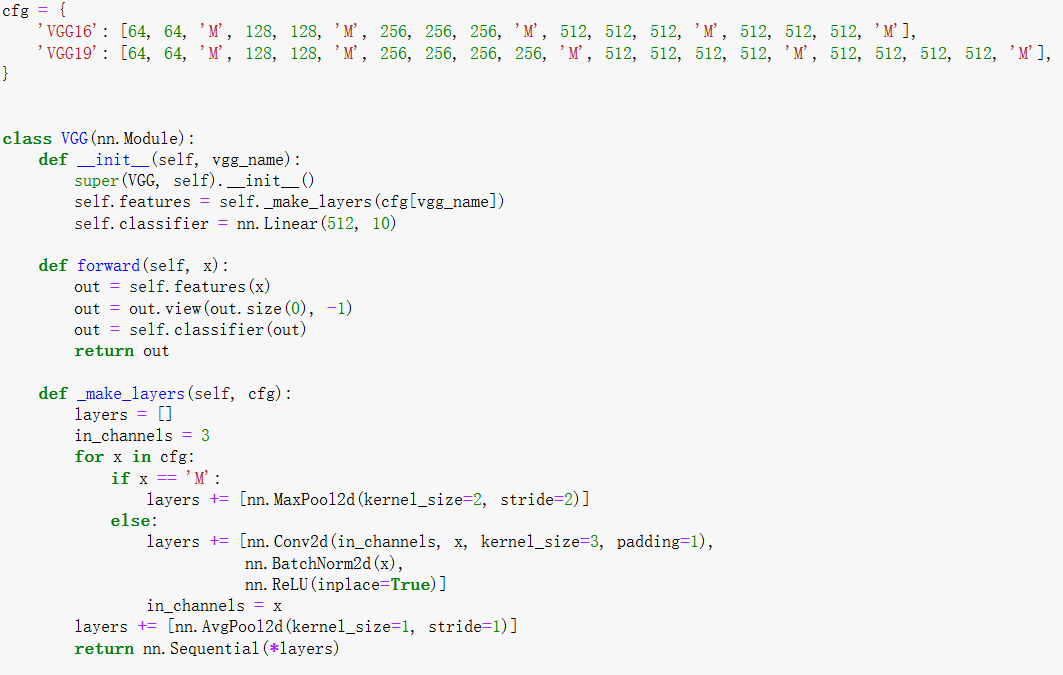 cfg = {
    'VGG16': [64, 64, 'M', 128, 128, 'M', 256, 256, 256, 'M', 512, 512, 512, 'M', 512, 512, 512, 'M'],
    'VGG19': [64, 64, 'M', 128, 128, 'M', 256, 256, 256, 256, 'M', 512, 512, 512, 512, 'M', 512, 512, 512, 512, 'M'],
}


class VGG(nn.Module):
    def __init__(self, vgg_name):
        super(VGG, self).__init__()
        self.features = self._make_layers(cfg[vgg_name])
        self.classifier = nn.Linear(512, 10)

    def forward(self, x):
        out = self.features(x)
        out = out.view(out.size(0), -1)
        out = self.classifier(out)
        return out

    def _make_layers(self, cfg):
        layers = []
        in_channels = 3
        for x in cfg:
            if x == 'M':
                layers += [nn.MaxPool2d(kernel_size=2, stride=2)]
            else:
                layers += [nn.Conv2d(in_channels, x, kernel_size=3, padding=1),
                           nn.BatchNorm2d(x),
                           nn.ReLU(inplace=True)]
                in_channels = x
        layers += [nn.AvgPool2d(kernel_size=1, stride=1)]
        return nn.Sequential(*layers)